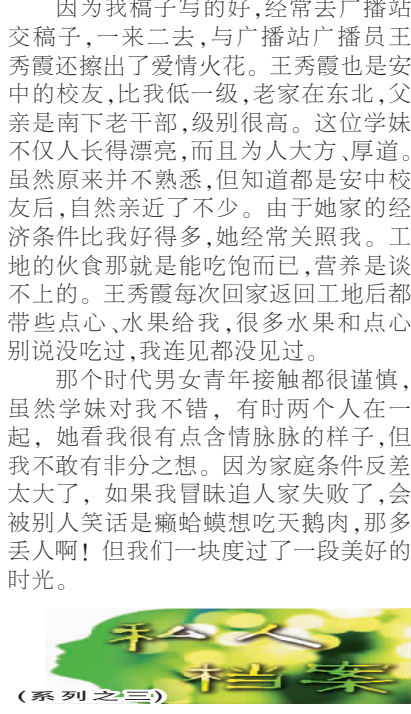 因为我稿子写的好,经常去广播站
交稿子,一来二去,与广播站广播员王
秀霞还擦出了爱情火花。王秀霞也是安
中的校友,比我低一级,老家在东北,父
亲是南下老干部,级别很高。这位学妹
不仅人长得漂亮,而且为人大方、厚道。
虽然原来并不熟悉,但知道都是安中校
友后,自然亲近了不少。由于她家的经
济条件比我好得多,她经常关照我。工
地的伙食那就是能吃饱而已,营养是谈
不上的。王秀霞每次回家返回工地后都
带些点心、水果给我,很多水果和点心
别说没吃过,我连见都没见过。
那个时代男女青年接触都很谨慎,
虽然学妹对我不错,有时两个人在一
起,她看我很有点含情脉脉的样子,但
我不敢有非分之想。因为家庭条件反差
太大了,如果我冒昧追人家失败了,会
被别人笑话是癞蛤蟆想吃天鹅肉,那多
丢人啊!但我们一块度过了一段美好的
时光。
私人
档案
(系列之三)